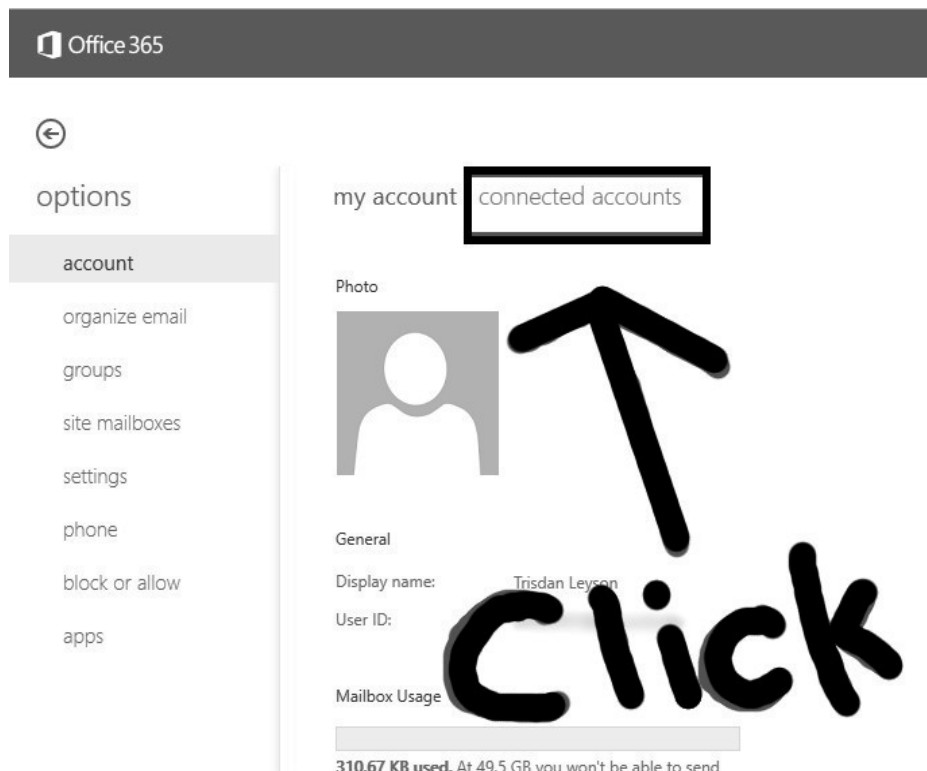 Office 365
options
my account connected accounts
account
Photo
organize email
groups
site mailboxes
settings
phone
General
block or allow
Display name: Trisdan Leyson
User ID:
apps
Click
Mailbox Usage
310.67 KB used. At 49.5 GB you won't be able to send